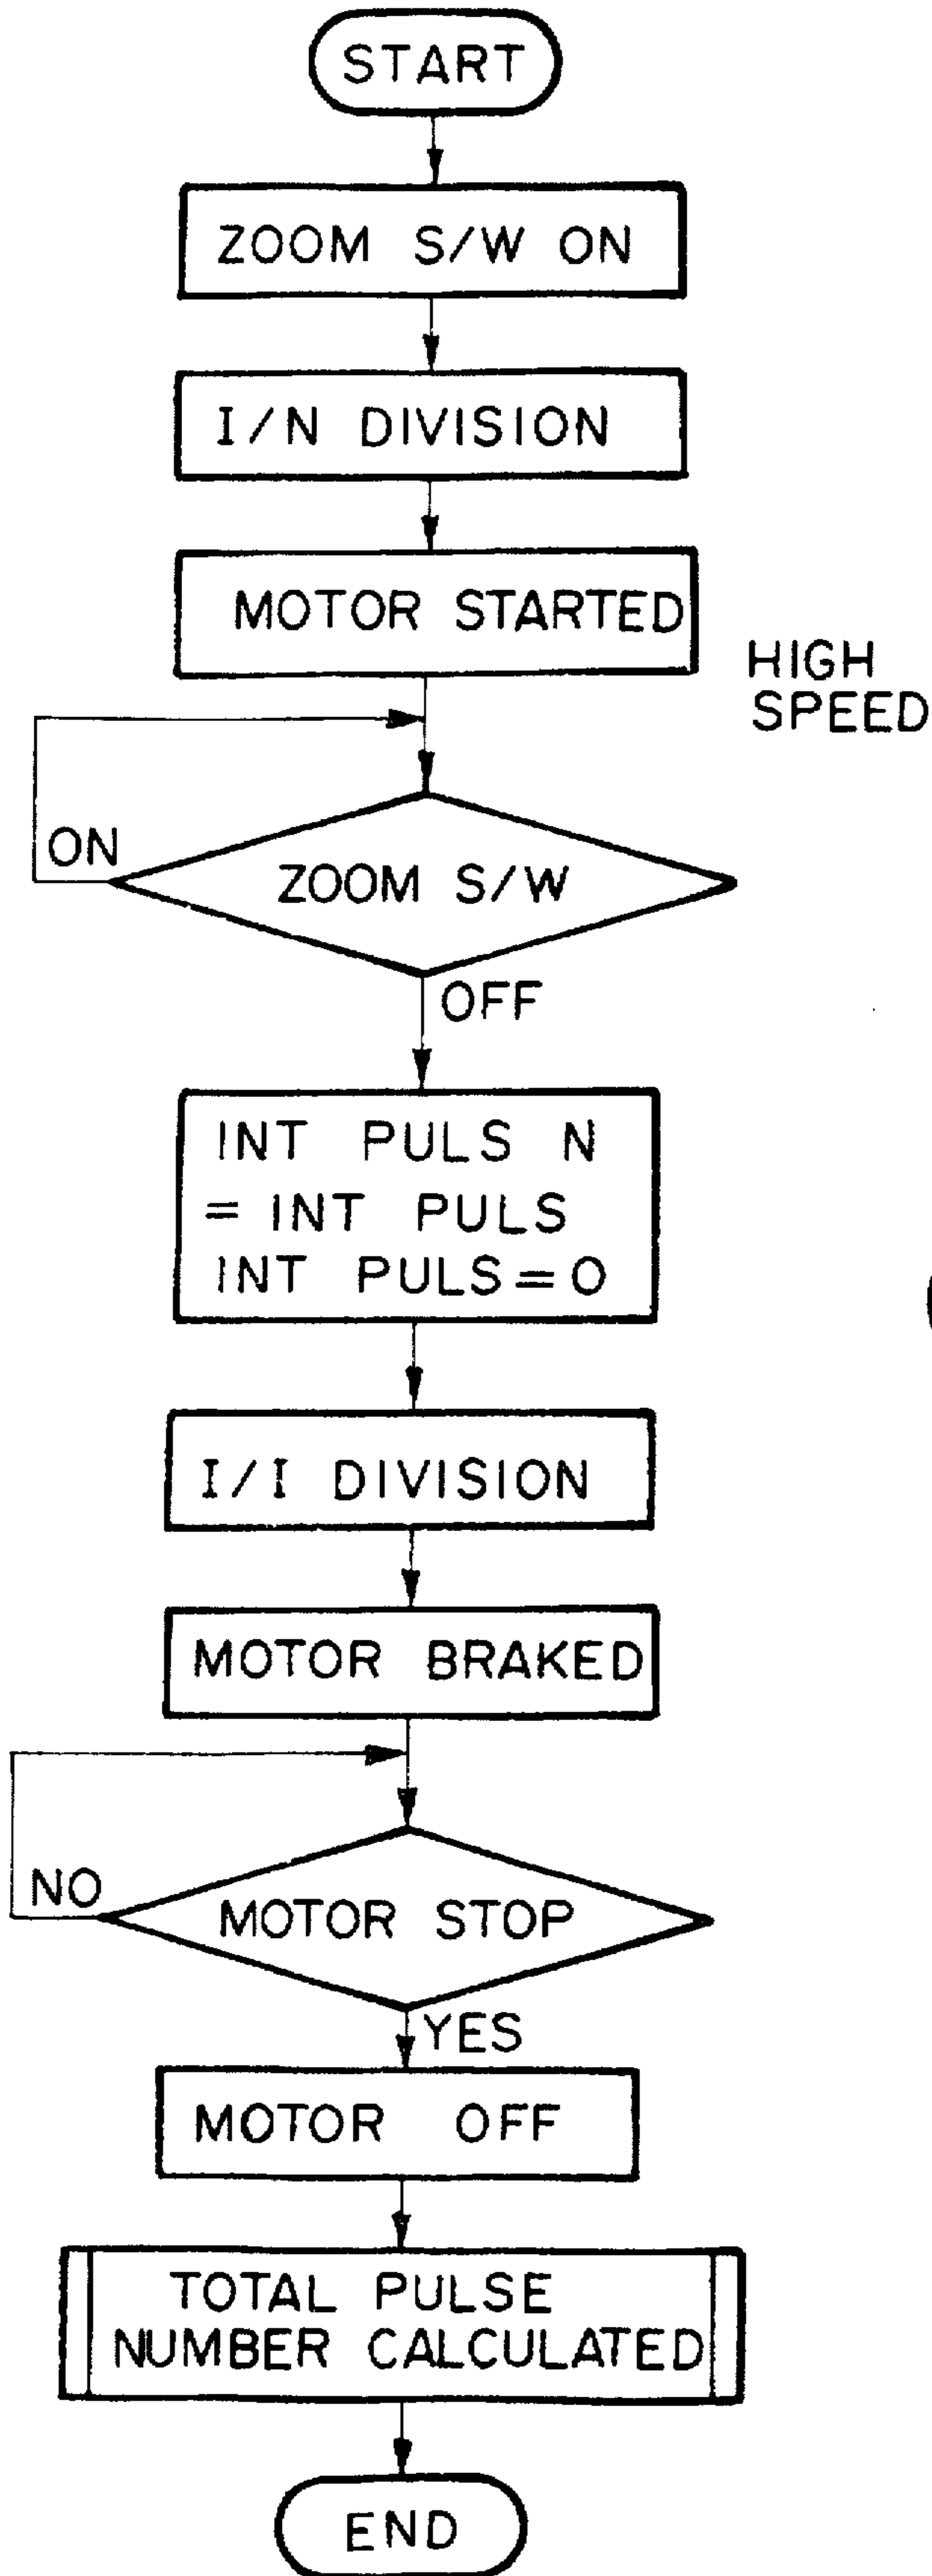 START
ZOOM S/W ON
I/N DIVISION
MOTOR STARTED
HIGH
SPEED
ON
ZOOM S/W
OFF
INT PULS N
= INT PULS
INT PULS = 0
I/I DIVISION
MOTOR BRAKED
NO
MOTOR STOP
YES
MOTOR OFF
TOTAL PULSE
NUMBER CALCULATED
END